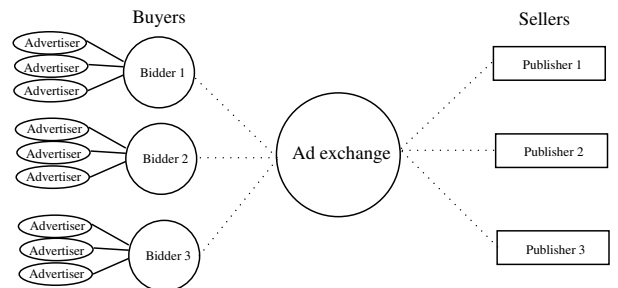 Buyers
Sellers
Advertiser
Advertiser
Advertiser
Bidder 1
Publisher 1
Advertiser
Advertiser
Advertiser
Bidder 2
Ad exchange
Publisher 2
Advertiser
Advertiser
Advertiser
Bidder 3
Publisher 3